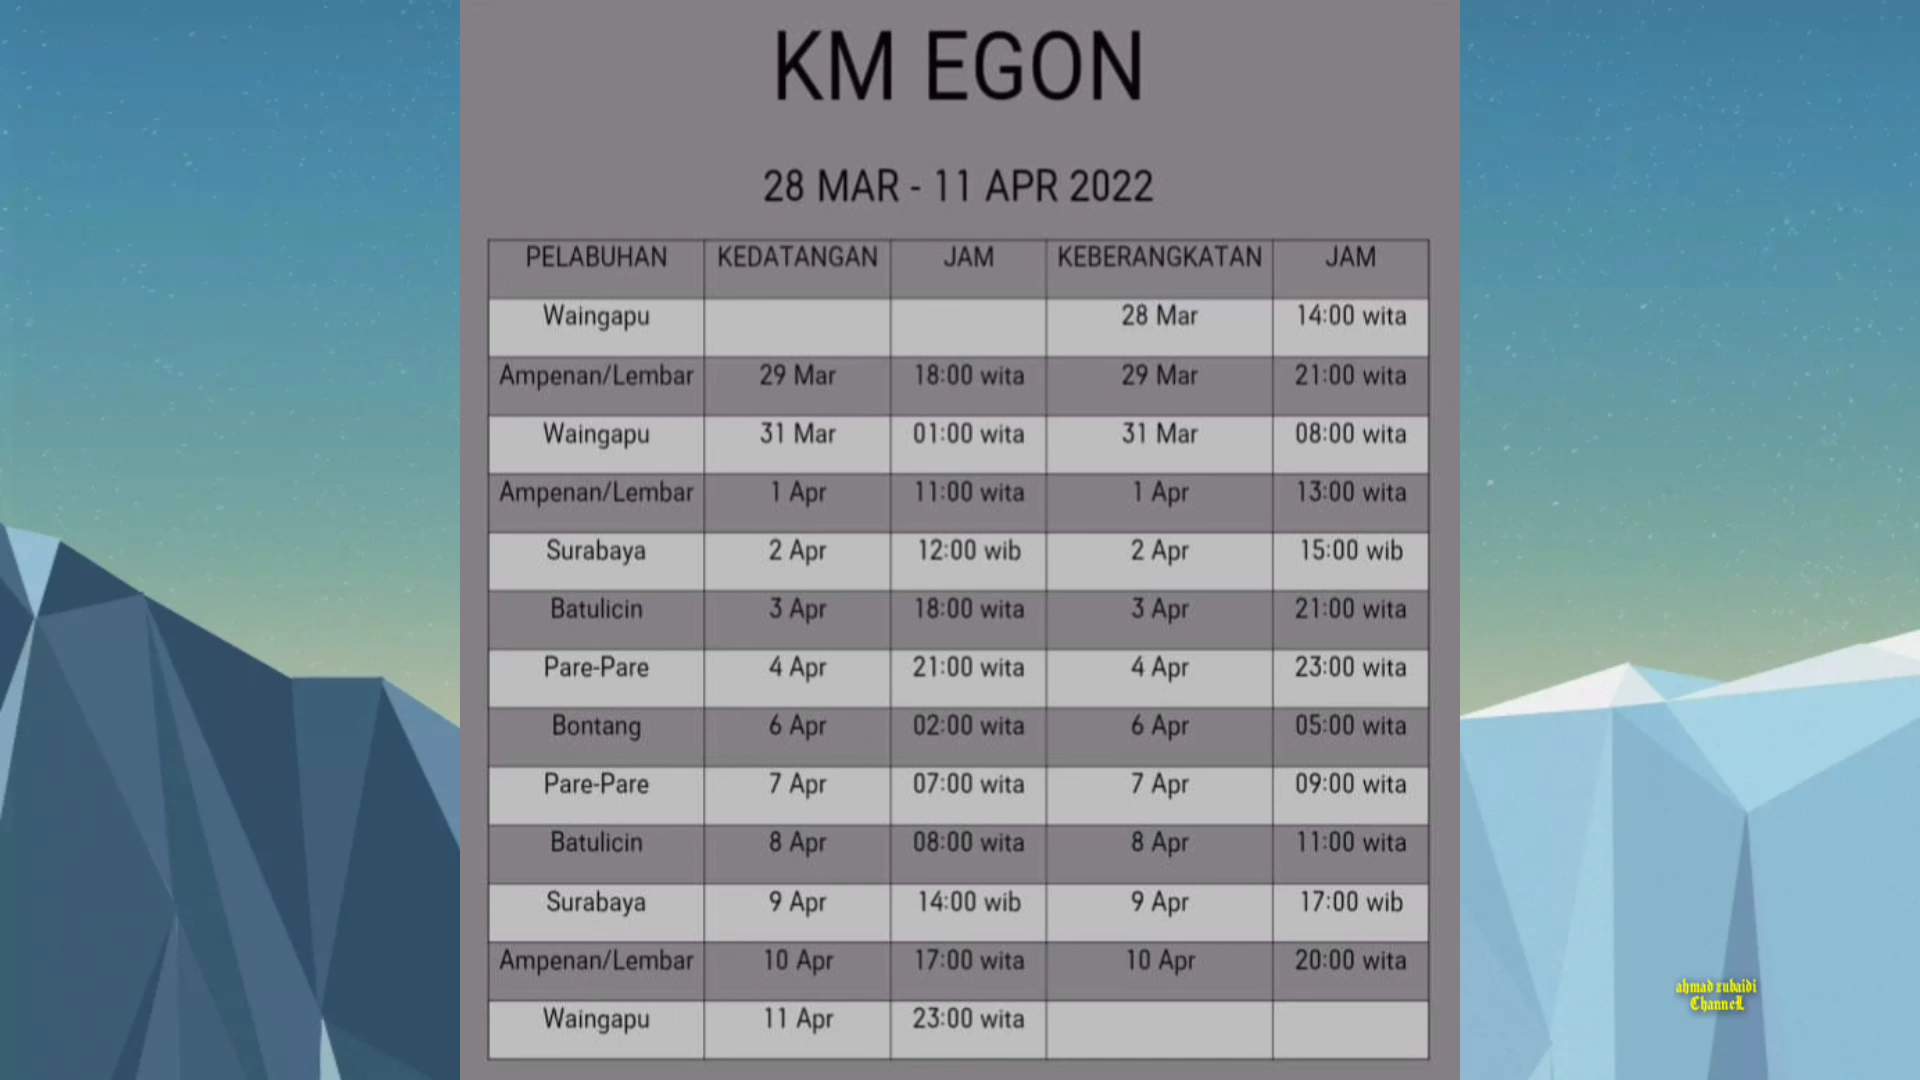 KM EGON
28 MAR - 11 APR 2022
PELABUHAN KEDATANGAN JAM KEBERANGKATAN JAM
Waingapu 28 Mar 14:00 wita
Ampenan/Lembar 29 Mar 18:00 wita 29 Mar 21:00 wita
Waingapu 31 Mar 01:00 wita 31 Mar 08:00 wita
Ampenan/Lembar 1 Apr 11:00 wita 1 Apr 13:00 wita
Surabaya 2 Apr 12:00 wib 2 Apr 15:00 wib
Batulicin 3 Apr 18:00 wita 3 Apr 21:00 wita
Pare-Pare 4 Apr 21:00 wita 4 Apr 23:00 wita
Bontang 6 Apr 02:00 wita 6 Apr 05:00 wita
Pare-Pare 7 Apr 07:00 wita 7 Apr 09:00 wita
Batulicin 8 Apr 08:00 wita 8 Apr 11:00 wita
Surabaya 9 Apr 14:00 wib 9 Apr 17:00 wib
Ampenan/Lembar 10 Apr 17:00 wita 10 Apr 20:00 wita
Waingapu 11 Apr 23:00 wita
ahmad zubaidi
ChanneL